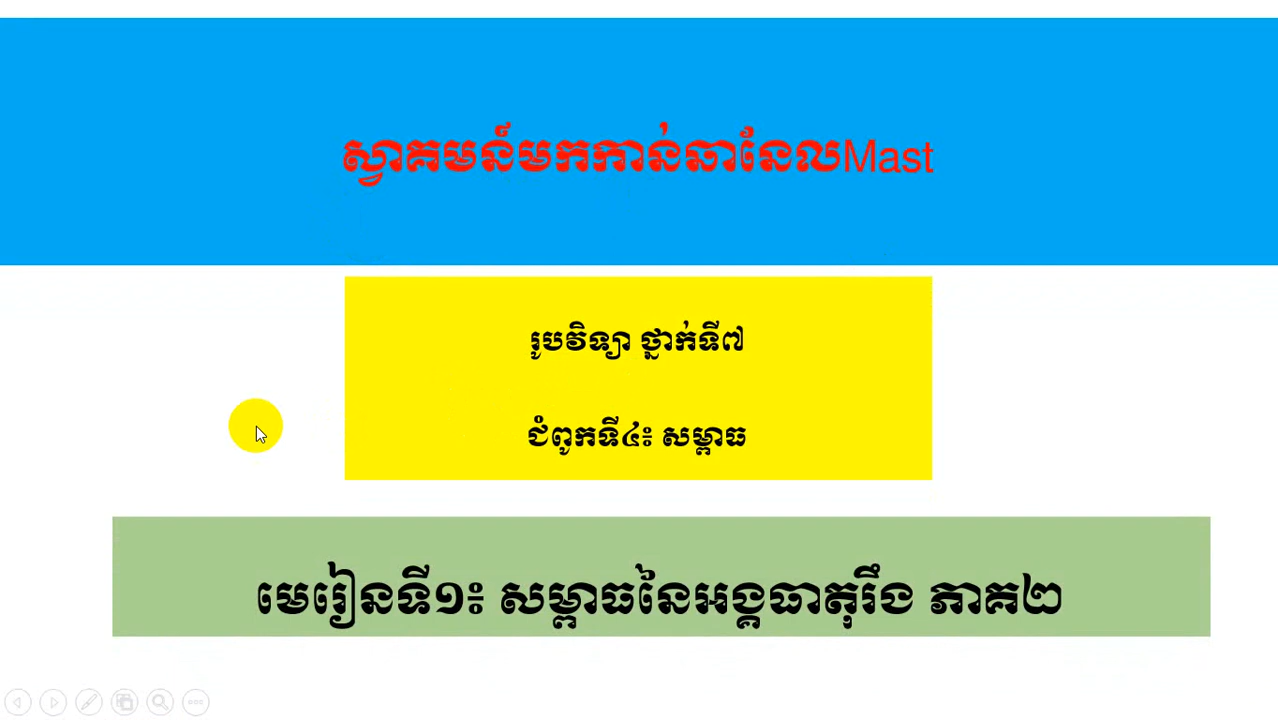 ស្វាគមន៍មកកាន់ឆានែលMast
រូបវិទ្យា ថ្នាក់ទី៧
ជំពូកទី៤៖ សម្ពាធ
មេរៀនទី១៖ សម្ពាធនៃអង្គធាតុរឹង ភាគ២